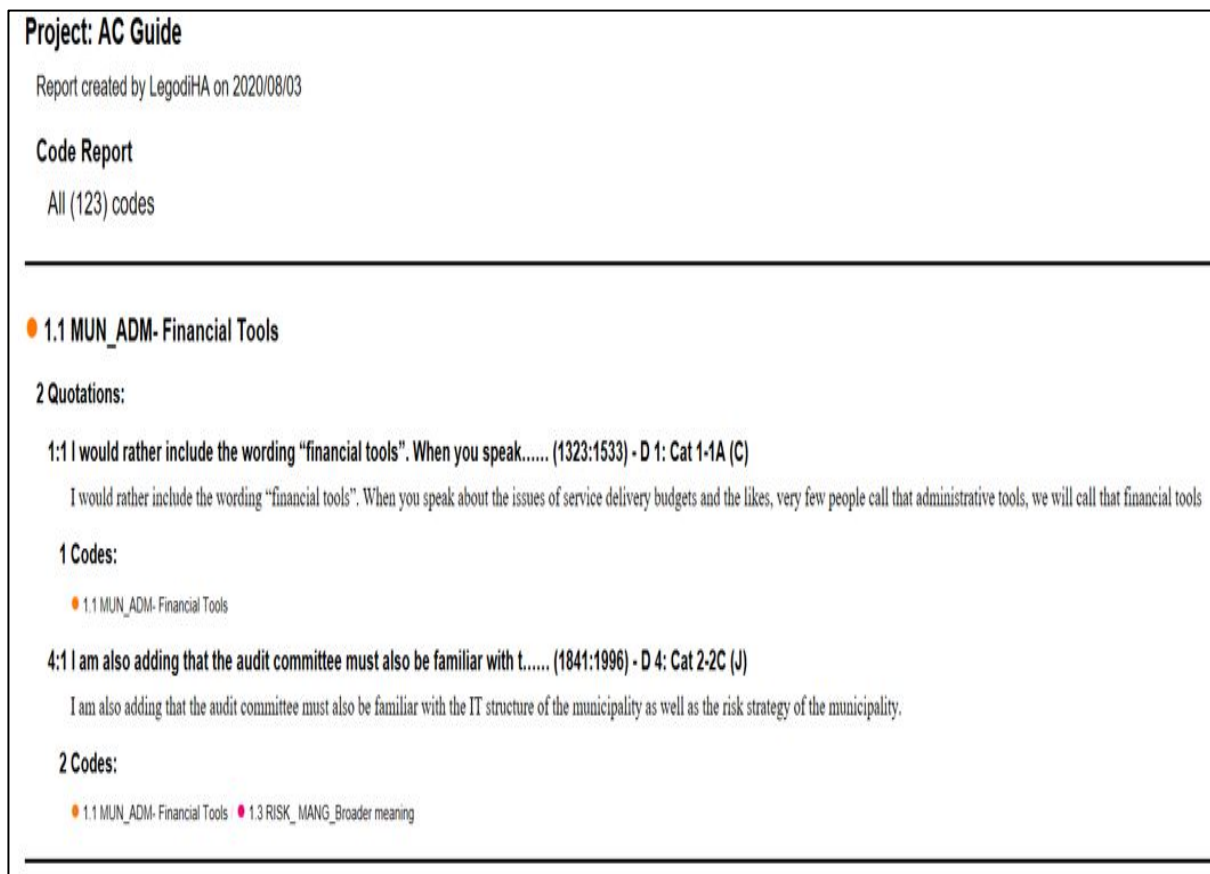 Project: AC Guide
Report created by LegodiHA on 2020/08/03
Code Report
All (123) codes
1.1 MUN_ADM- Financial Tools
2 Quotations:
1:1 I would rather include the wording “financial tools”. When you speak...... (1323:1533) - D 1: Cat 1-1A (C)
I would rather include the wording “financial tools”. When you speak about the issues of service delivery budgets and the likes, very few people call that administrative tools, we will call that financial tools
1 Codes:
1.1 MUN_ADM- Financial Tools
4:1 I am also adding that the audit committee must also be familiar with t...... (1841:1996) - D 4: Cat 2-2C (J)
I am also adding that the audit committee must also be familiar with the IT structure of the municipality as well as the risk strategy of the municipality.
2 Codes:
1.1 MUN_ADM- Financial Tools 1.3 RISK_ MANG_Broader meaning